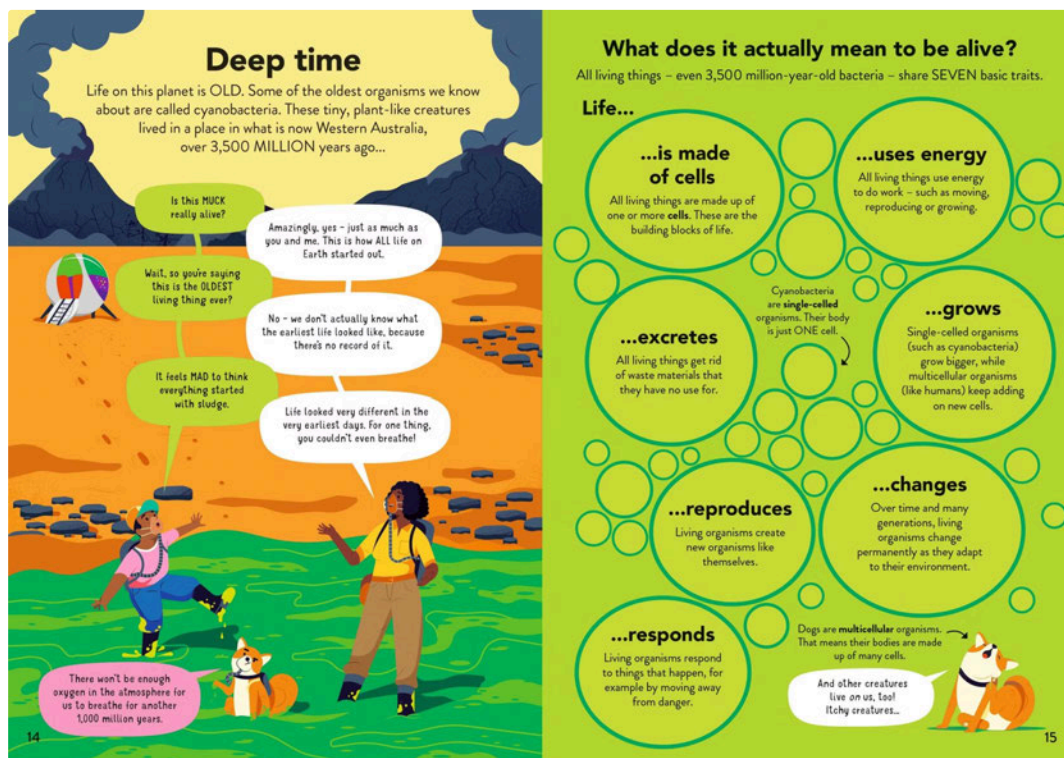 Deep time
Life on this planet is OLD. Some of the oldest organisms we know
about are called cyanobacteria. These tiny, plant-like creatures
lived in a place in what is now Western Australia,
over 3,500 MILLION years ago...
Is this MUCK
really alive?
Amazingly, yes – just as much as
you and me. This is how ALL life on
Earth started out.
Wait, so you're saying
this is the OLDEST
living thing ever?
No – we don't actually know what
the earliest life looked like, because
there's no record of it.
It feels MAD to think
everything started
with sludge.
Life looked very different in the
very earliest days. For one thing,
you couldn't even breathe!
There won't be enough
oxygen in the atmosphere for
us to breathe for another
1,000 million years.
14
What does it actually mean to be alive?
All living things – even 3,500 million-year-old bacteria – share SEVEN basic traits.
Life...
...is made
of cells
All living things are made up of
one or more cells. These are the
building blocks of life.
...uses energy
All living things use energy
to do work – such as moving,
reproducing or growing.
Cyanobacteria
are single-celled
organisms. Their body
is just ONE cell.
...excretes
All living things get rid
of waste materials that
they have no use for.
...grows
Single-celled organisms
(such as cyanobacteria)
grow bigger, while
multicellular organisms
(like humans) keep adding
on new cells.
...reproduces
Living organisms create
new organisms like
themselves.
...changes
Over time and many
generations, living
organisms change
permanently as they adapt
to their environment.
...responds
Living organisms respond
to things that happen, for
example by moving away
from danger.
Dogs are multicellular organisms.
That means their bodies are made
up of many cells.
And other creatures
live on us, too!
Itchy creatures...
15